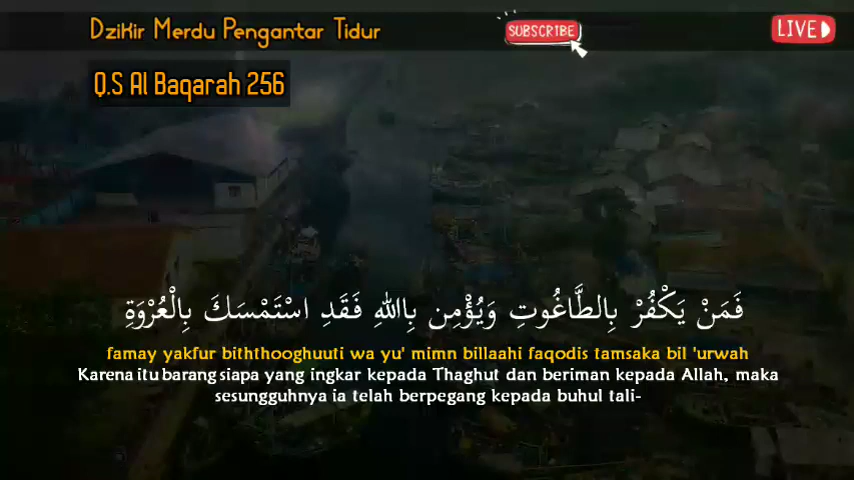 Dzikir Merdu Pengantar Tidur
SUBSCRIBE
LIVE
Q.S Al Baqarah 256
فَمَنْ يَكْفُرْ بِالطَّاغُوتِ وَيُؤْمِن بِاللهِ فَقَدِ اسْتَمْسَكَ بِالْعُرْوَةِ
famay yakfur biththooghuuti wa yu' mimn billaahi faqodis tamsaka bil 'urwah
Karena itu barang siapa yang ingkar kepada Thaghut dan beriman kepada Allah, maka
sesungguhnya ia telah berpegang kepada buhul tali-